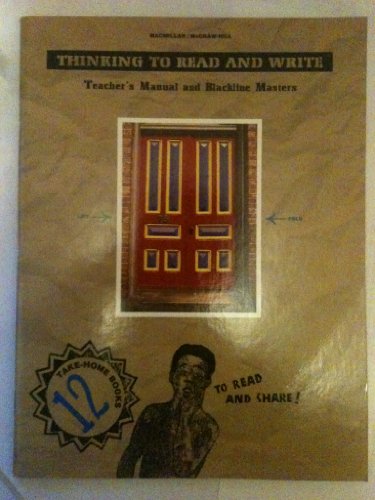 MACMILLAN / McGRAW-HILL
THINKING TO READ AND WRITE
Teacher's Manual and Blackline Masters
FOLD
TAKE-HOME BOOKS
12
TO READ
AND SHARE!